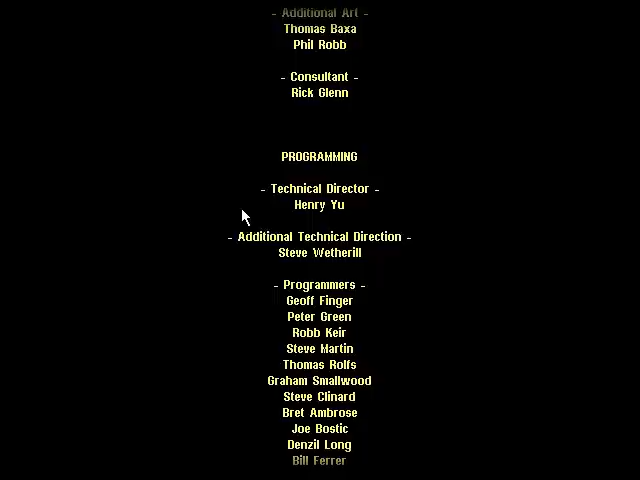 - Additional Art -
Thomas Baxa
Phil Robb
- Consultant -
Rick Glenn
PROGRAMMING
- Technical Director -
Henry Yu
- Additional Technical Direction -
Steve Wetherill
- Programmers -
Geoff Finger
Peter Green
Robb Keir
Steve Martin
Thomas Rolfs
Graham Smallwood
Steve Clinard
Bret Ambrose
Joe Bostic
Denzil Long
Bill Ferrer